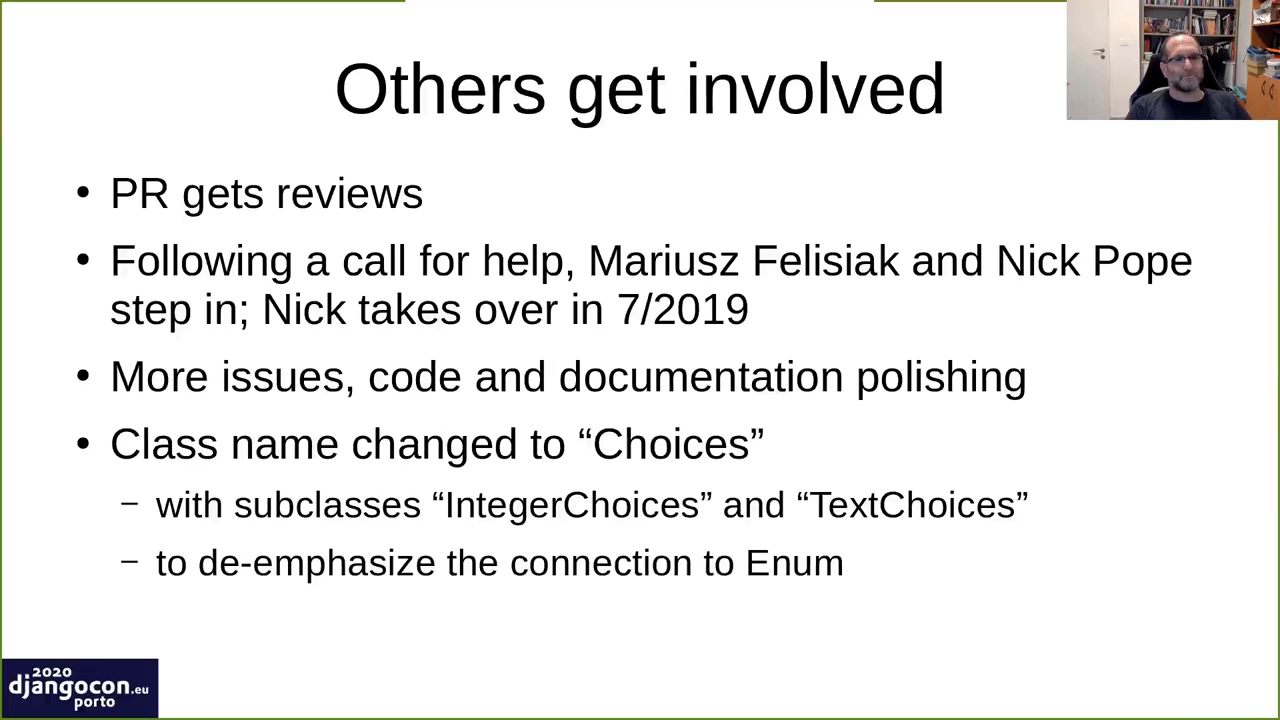 Others get involved
• PR gets reviews
• Following a call for help, Mariusz Felisiak and Nick Pope
step in; Nick takes over in 7/2019
• More issues, code and documentation polishing
• Class name changed to “Choices”
– with subclasses “IntegerChoices” and “TextChoices”
– to de-emphasize the connection to Enum
2020
djangocon.eu
porto